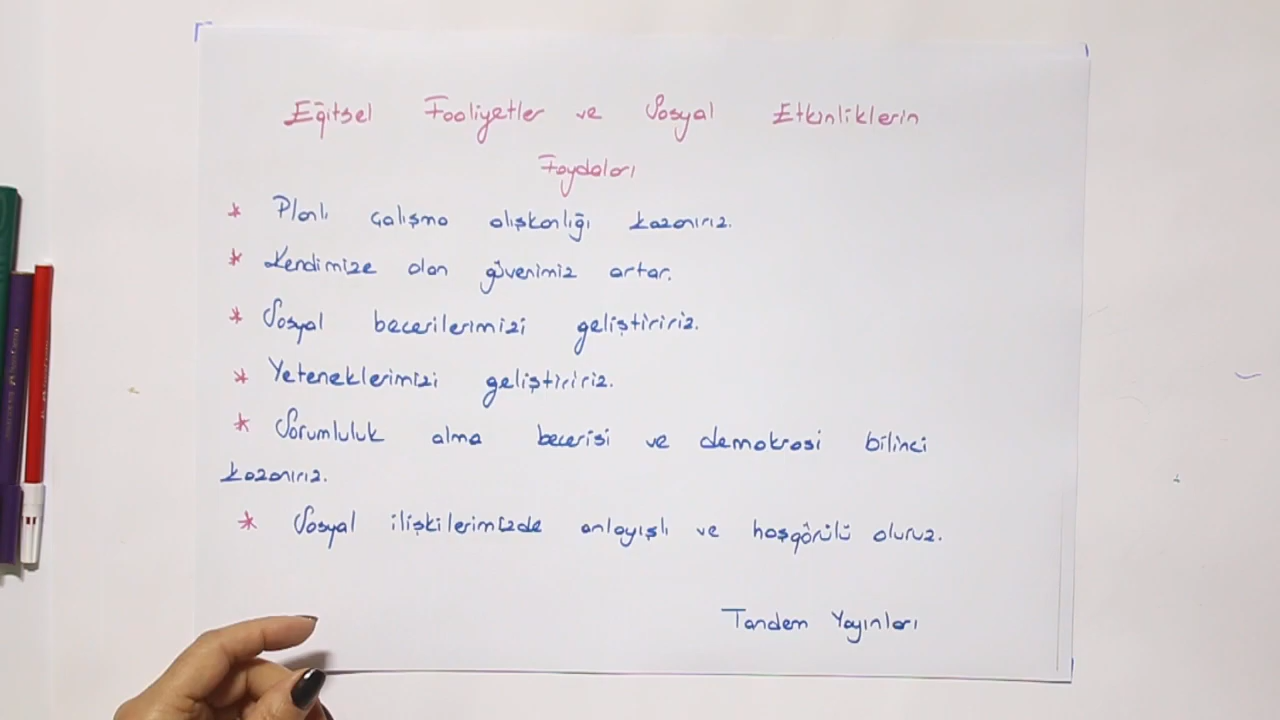 Eğitsel Faaliyetler ve Sosyal Etkinliklerin
Faydaları
* Planlı çalışma alışkanlığı kazanırız.
* Kendimize olan güvenimiz artar.
* Sosyal becerilerimizi geliştiririz.
* Yeteneklerimizi geliştiririz.
* Sorumluluk alma becerisi ve demokrasi bilinci
kazanırız.
* Sosyal ilişkilerimizde anlayışlı ve hoşgörülü oluruz.
Tandem Yayınları